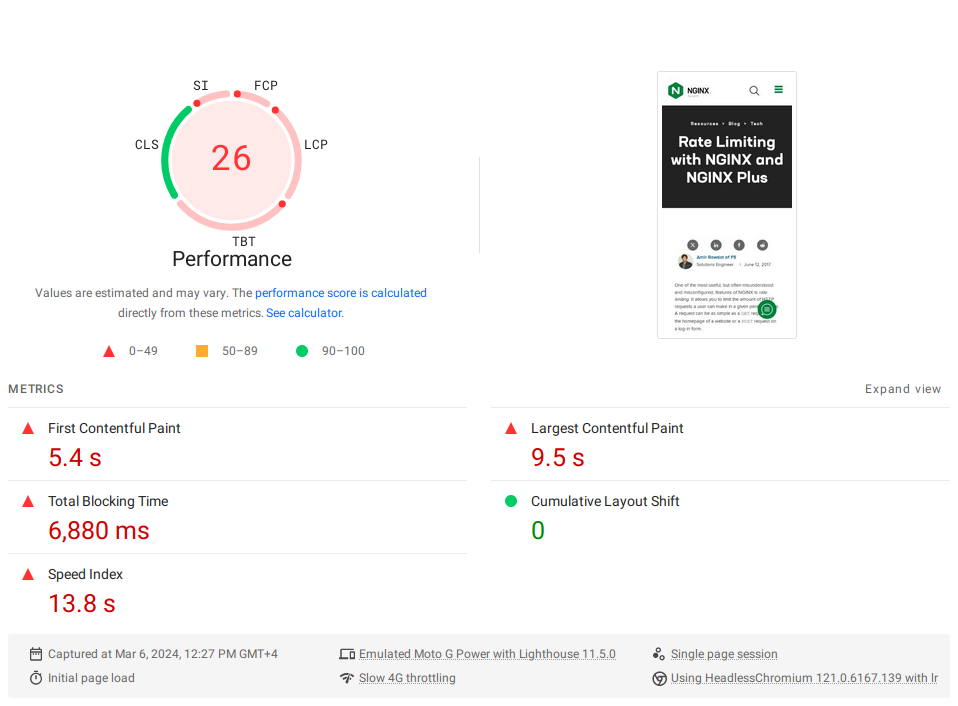 SI
FCP
CLS
LCP
26
TBT
Performance
Values are estimated and may vary. The performance score is calculated
directly from these metrics. See calculator.
0–49
50–89
90–100
NGINX
Resources • Blog • Tech
Rate Limiting
with NGINX and
NGINX Plus
Amir Rawdat of F5
Solutions Engineer | June 12, 2017
One of the most useful, but often misunderstood
and misconfigured, features of NGINX is rate
limiting. It allows you to limit the amount of HTTP
requests a user can make in a given
A request can be as simple as a GET
the homepage of a website or a POST request on
a log-in form.
METRICS
Expand view
First Contentful Paint
5.4 s
Largest Contentful Paint
9.5 s
Total Blocking Time
6,880 ms
Cumulative Layout Shift
0
Speed Index
13.8 s
Captured at Mar 6, 2024, 12:27 PM GMT+4
Emulated Moto G Power with Lighthouse 11.5.0
Single page session
Initial page load
Slow 4G throttling
Using HeadlessChromium 121.0.6167.139 with lr